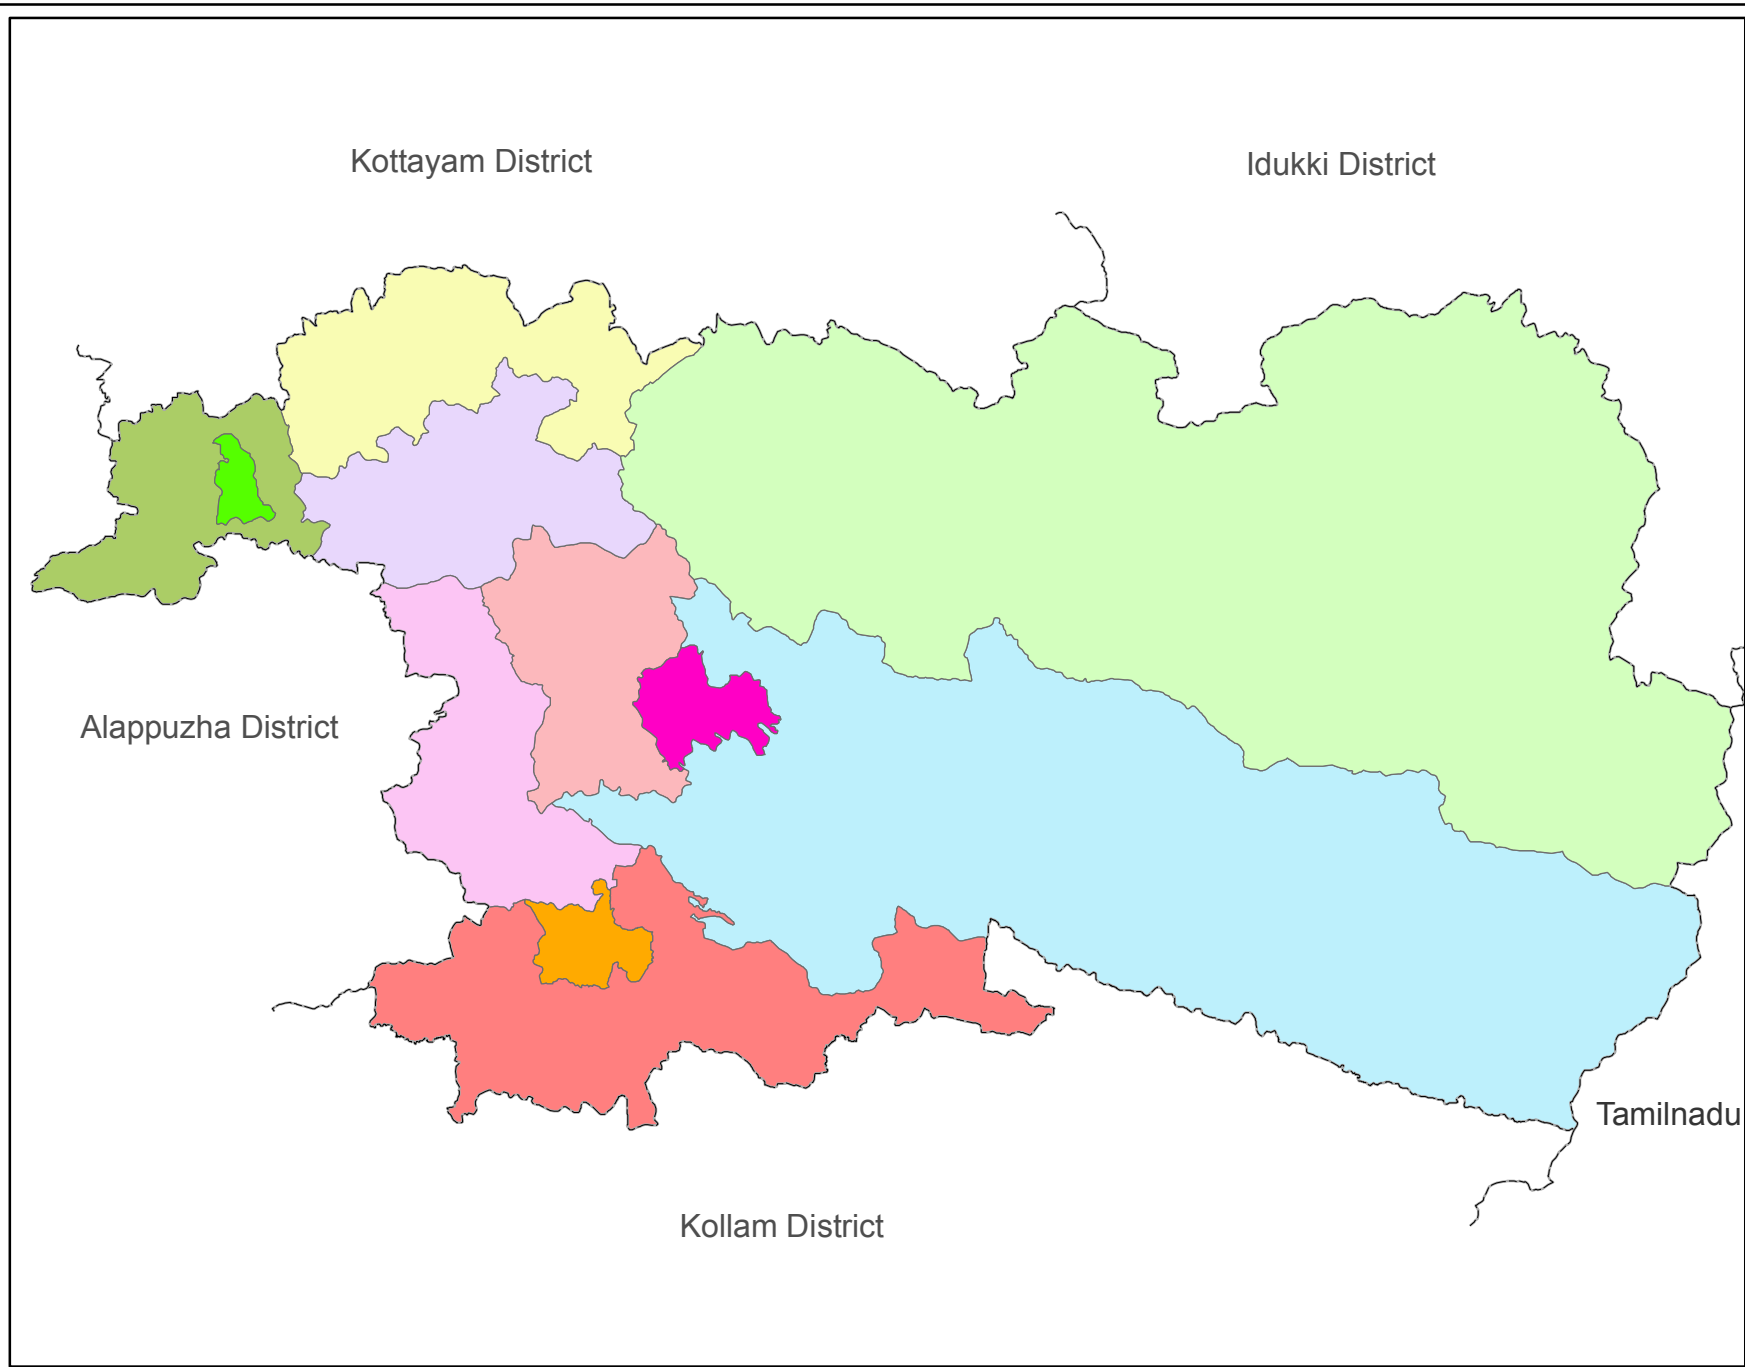 Kottayam District
Idukki District
Alappuzha District
Tamilnadu
Kollam District